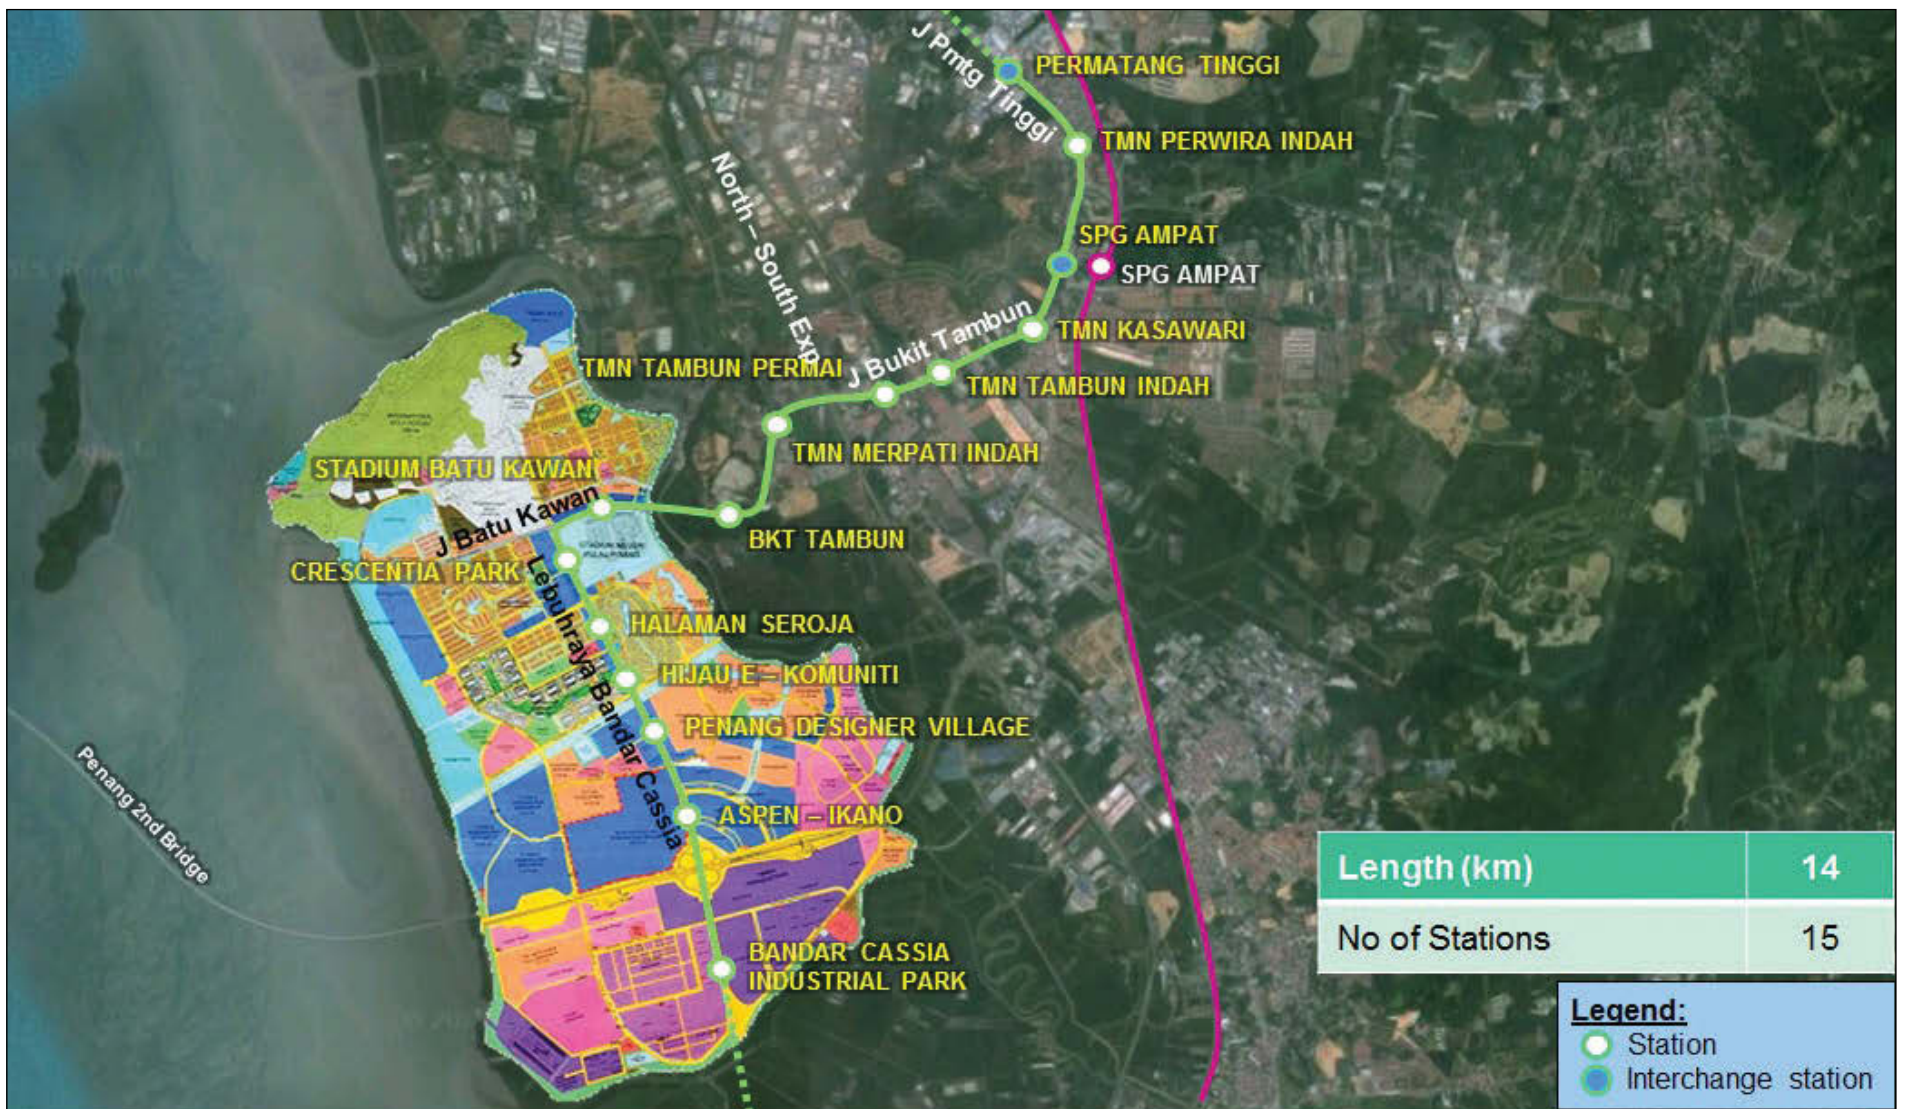 J Pmtg Tinggi
PERMATANG TINGGI
TMN PERWIRA INDAH
North – South Exp
SPG AMPAT
SPG AMPAT
J Bukit Tambun
TMN KASAWARI
TMN TAMBUN PERMAI
TMN TAMBUN INDAH
TMN MERPATI INDAH
STADIUM BATU KAWAN
J Batu Kawan
BKT TAMBUN
CRESCENTIA PARK
Lebuhraya Bandar Cassia
HALAMAN SEROJA
HIJAU E – KOMUNITI
PENANG DESIGNER VILLAGE
Penang 2nd Bridge
ASPEN – IKANO
BANDAR CASSIA
INDUSTRIAL PARK
Length (km) 14
No of Stations 15
Legend:
Station
Interchange station